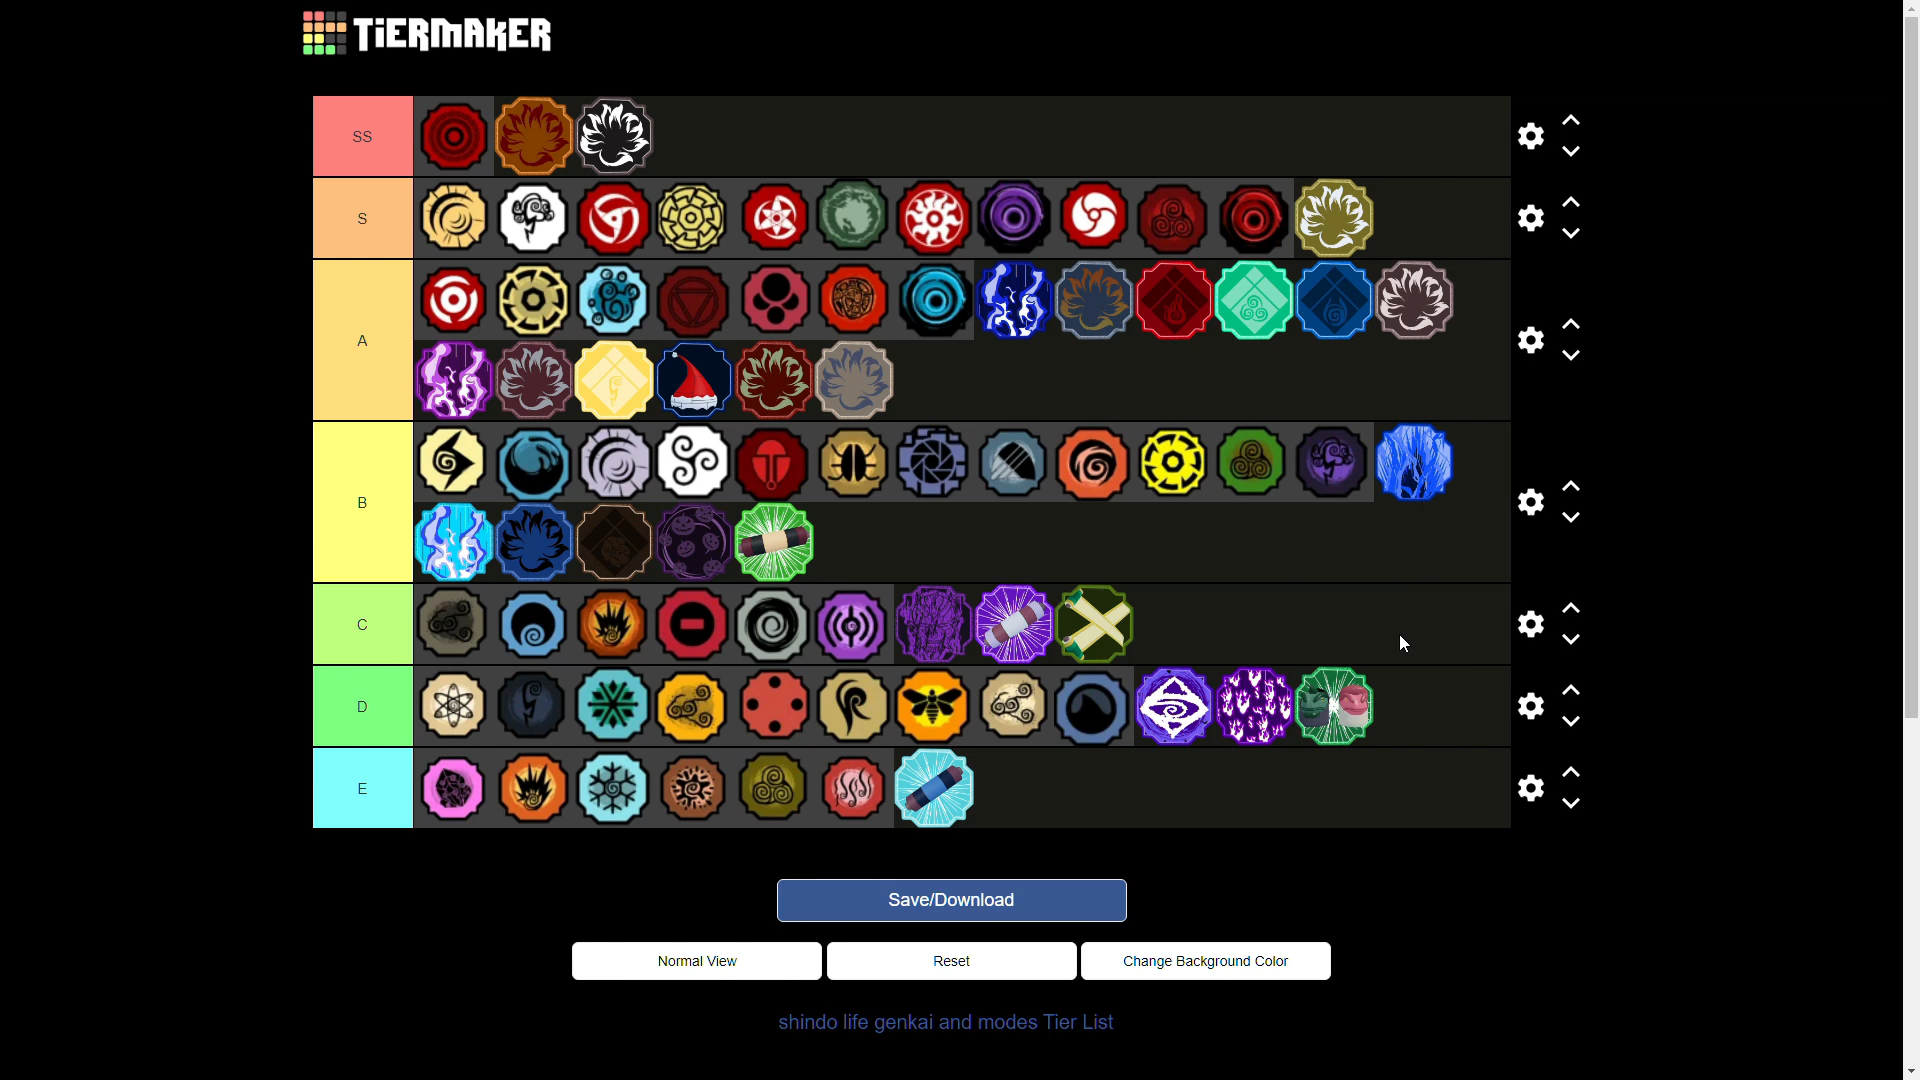 TiERMAKER
SS
S
A
B
C
D
E
Save/Download
Normal View
Reset
Change Background Color
shindo life genkai and modes Tier List